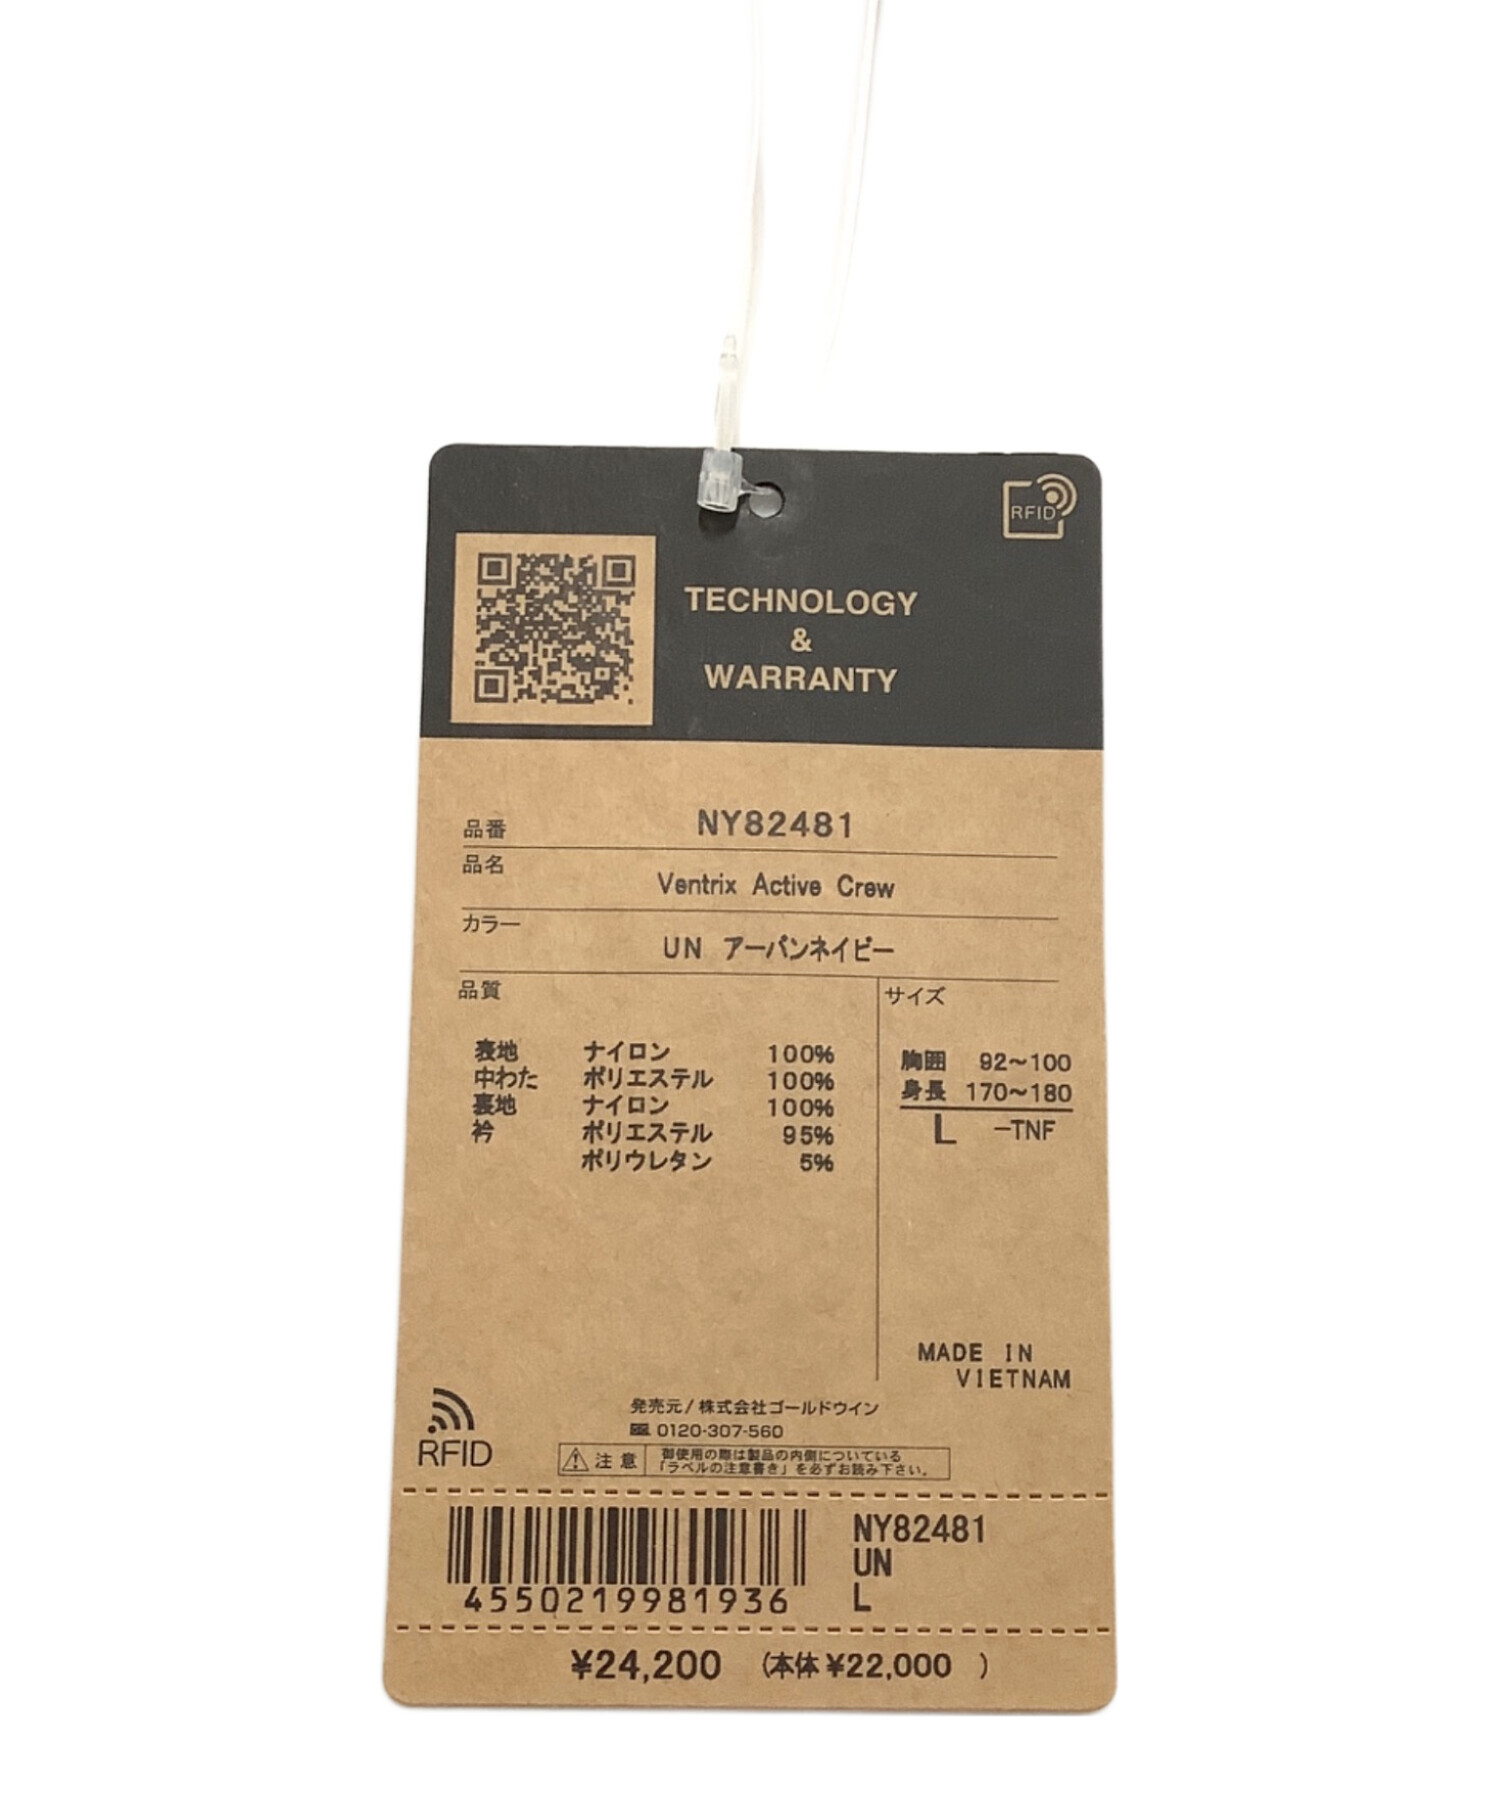 RFID
TECHNOLOGY
&
WARRANTY
品番 NY82481
品名
Ventrix Active Crew
カラー
UN アーバンネイビー
品質
表地 ナイロン 100%
中わた ポリエステル 100%
裏地 ナイロン 100%
衿 ポリエステル 95%
ポリウレタン 5%
サイズ
胸囲 92〜100
身長 170〜180
L -TNF
MADE IN
VIETNAM
発売元/株式会社ゴールドウイン
0120-307-560
RFID
注意
御使用の際は製品の内側についている
「ラベルの注意書き」を必ずお読み下さい。
4550219981936
NY82481
UN
L
¥24,200 (本体 ¥22,000 )